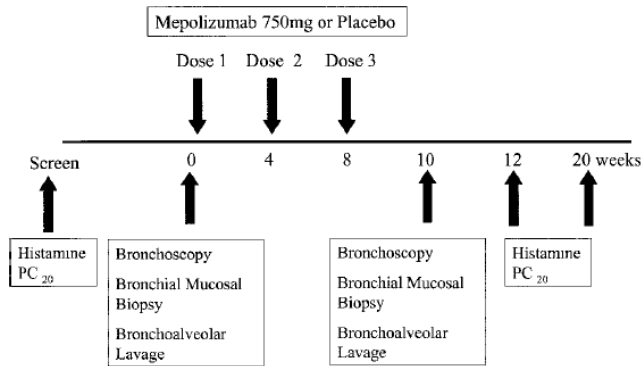 Mepolizumab 750mg or Placebo
Dose 1 Dose 2 Dose 3
Screen 0 4 8 10 12 20 weeks
Histamine
PC 20
Bronchoscopy
Bronchial Mucosal
Biopsy
Bronchoalveolar
Lavage
Bronchoscopy
Bronchial Mucosal
Biopsy
Bronchoalveolar
Lavage
Histamine
PC 20